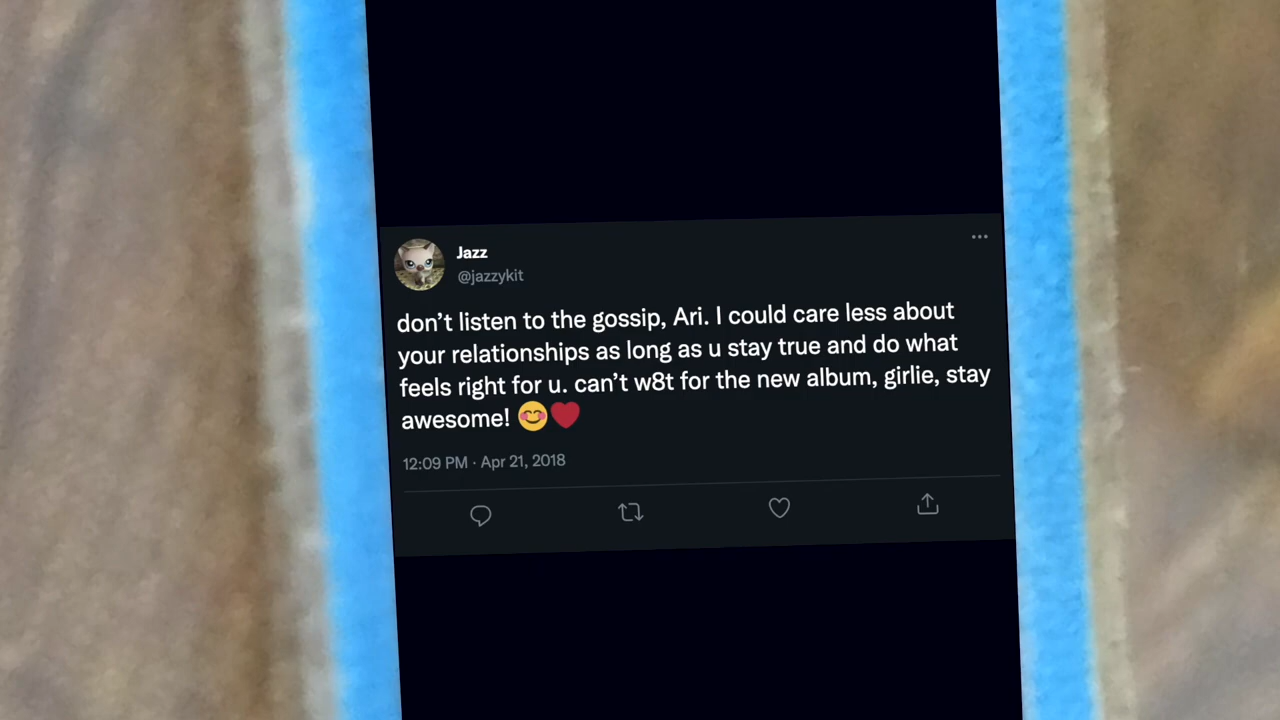 Jazz
@jazzykit
don’t listen to the gossip, Ari. I could care less about
your relationships as long as u stay true and do what
feels right for u. can’t w8t for the new album, girlie, stay
awesome! 😊❤️
12:09 PM · Apr 21, 2018